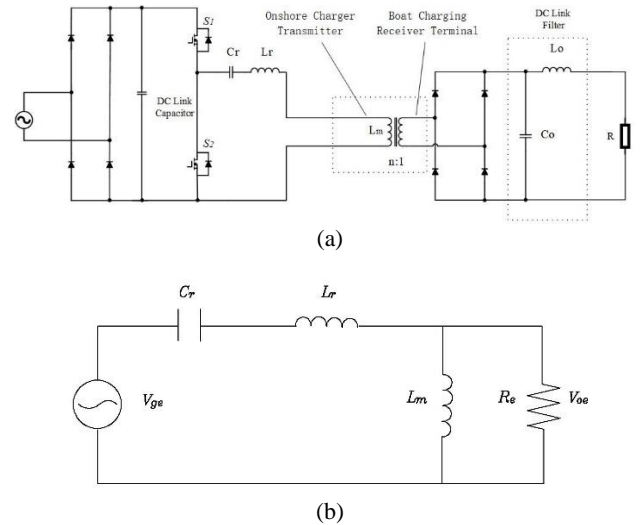 S1
Onshore Charger
Transmitter
Boat Charging
Receiver Terminal
DC Link
Filter
Cr
Lr
Lo
DC Link
Capacitor
Lm
Co
R
S2
n:1
(a)
Cr
Lr
Vge
Lm
Re
Voe
(b)